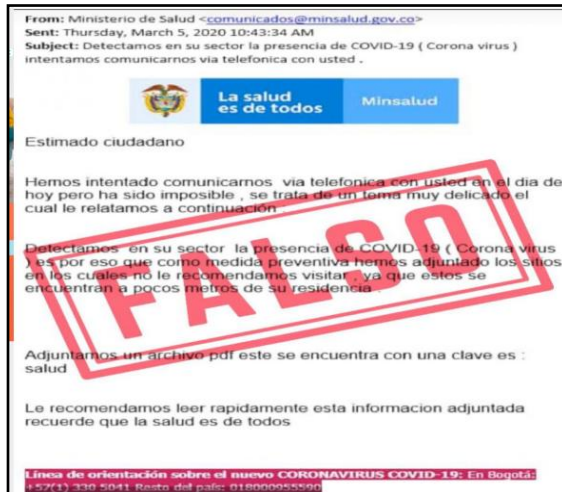 From: Ministerio de Salud <comunicados@minsalud.gov.co>
Sent: Thursday, March 5, 2020 10:43:34 AM
Subject: Detectamos en su sector la presencia de COVID-19 ( Corona virus )
intentamos comunicarnos via telefonica con usted .
La salud
es de todos
Minsalud
Estimado ciudadano
Hemos intentado comunicarnos via telefonica con usted en el dia de
hoy pero ha sido imposible , se trata de un tema muy delicado el
cual le relatamos a continuación .
Detectamos en su sector la presencia de COVID-19 ( Corona virus
) es por eso que como medida preventiva hemos adjuntado los sitios
en los cuales no le recomendamos visitar , ya que estos se
encuentran a pocos metros de su residencia .
FALSO
Adjuntamos un archivo pdf este se encuentra con una clave es :
salud
Le recomendamos leer rapidamente esta informacion adjuntada
recuerde que la salud es de todos
Línea de orientación sobre el nuevo CORONAVIRUS COVID-19: En Bogotá:
+57(1) 330 5041 Resto del país: 018000955590